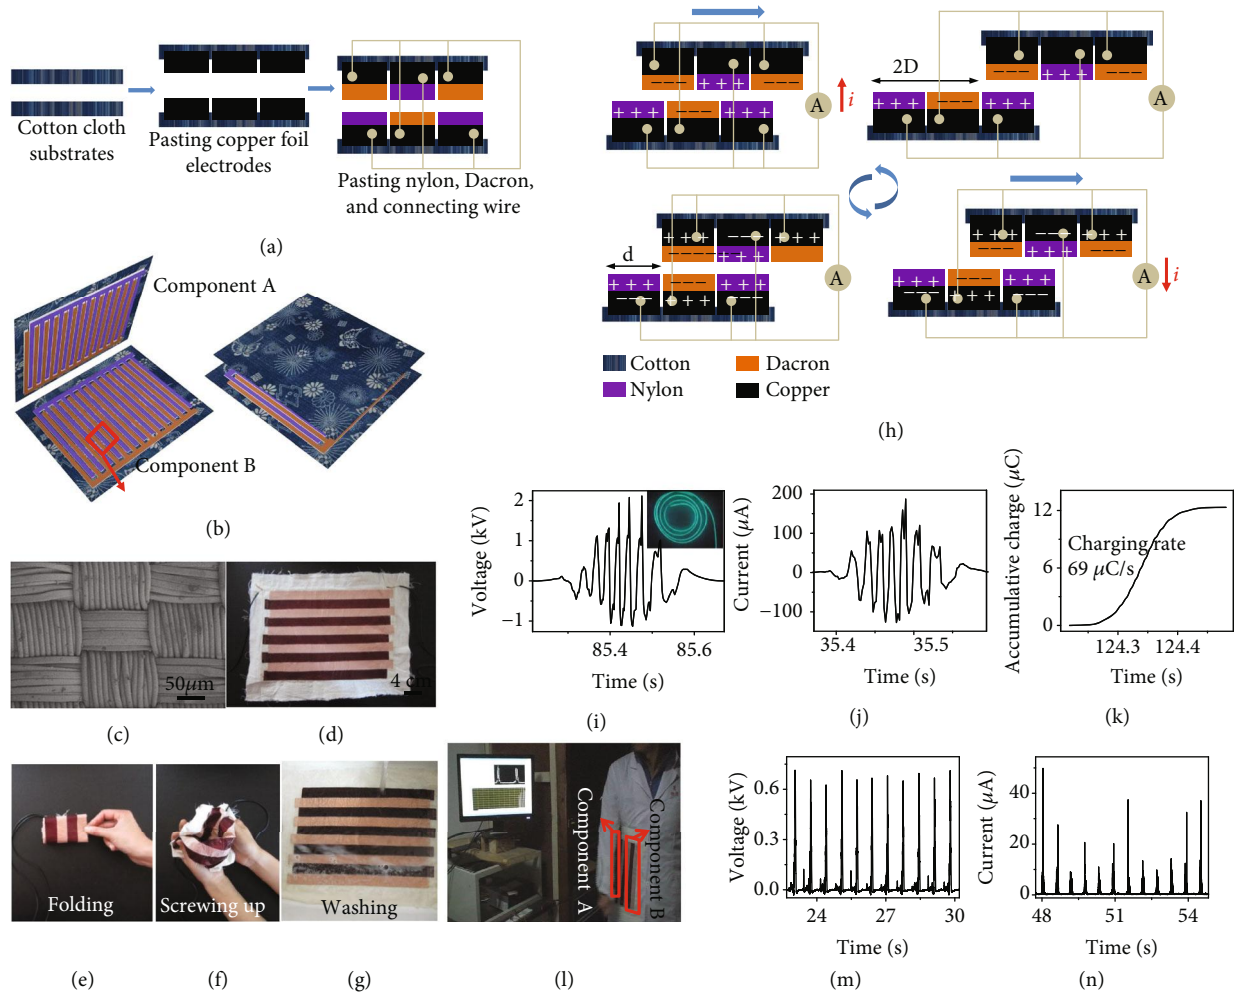 Cotton cloth
substrates
Pasting copper foil
electrodes
Pasting nylon, Dacron,
and connecting wire
(a)
Component A
Component B
(b)
50μm
(c)
4 cm
(d)
Folding
(e)
Screwing up
(f)
Washing
(g)
A
i
2D
A
d
A
A
i
Cotton
Dacron
Nylon
Copper
(h)
Voltage (kV)
2
1
0
−1
85.4
85.6
Time (s)
(i)
Current (μA)
200
100
0
−100
35.4
35.5
Time (s)
(j)
Accumulative charge (μC)
12
6
0
Charging rate
69 μC/s
124.3
124.4
Time (s)
(k)
Component A
Component B
(l)
Voltage (kV)
0.6
0.3
0.0
24
27
30
Time (s)
(m)
Current (μA)
40
20
0
48
51
54
Time (s)
(n)